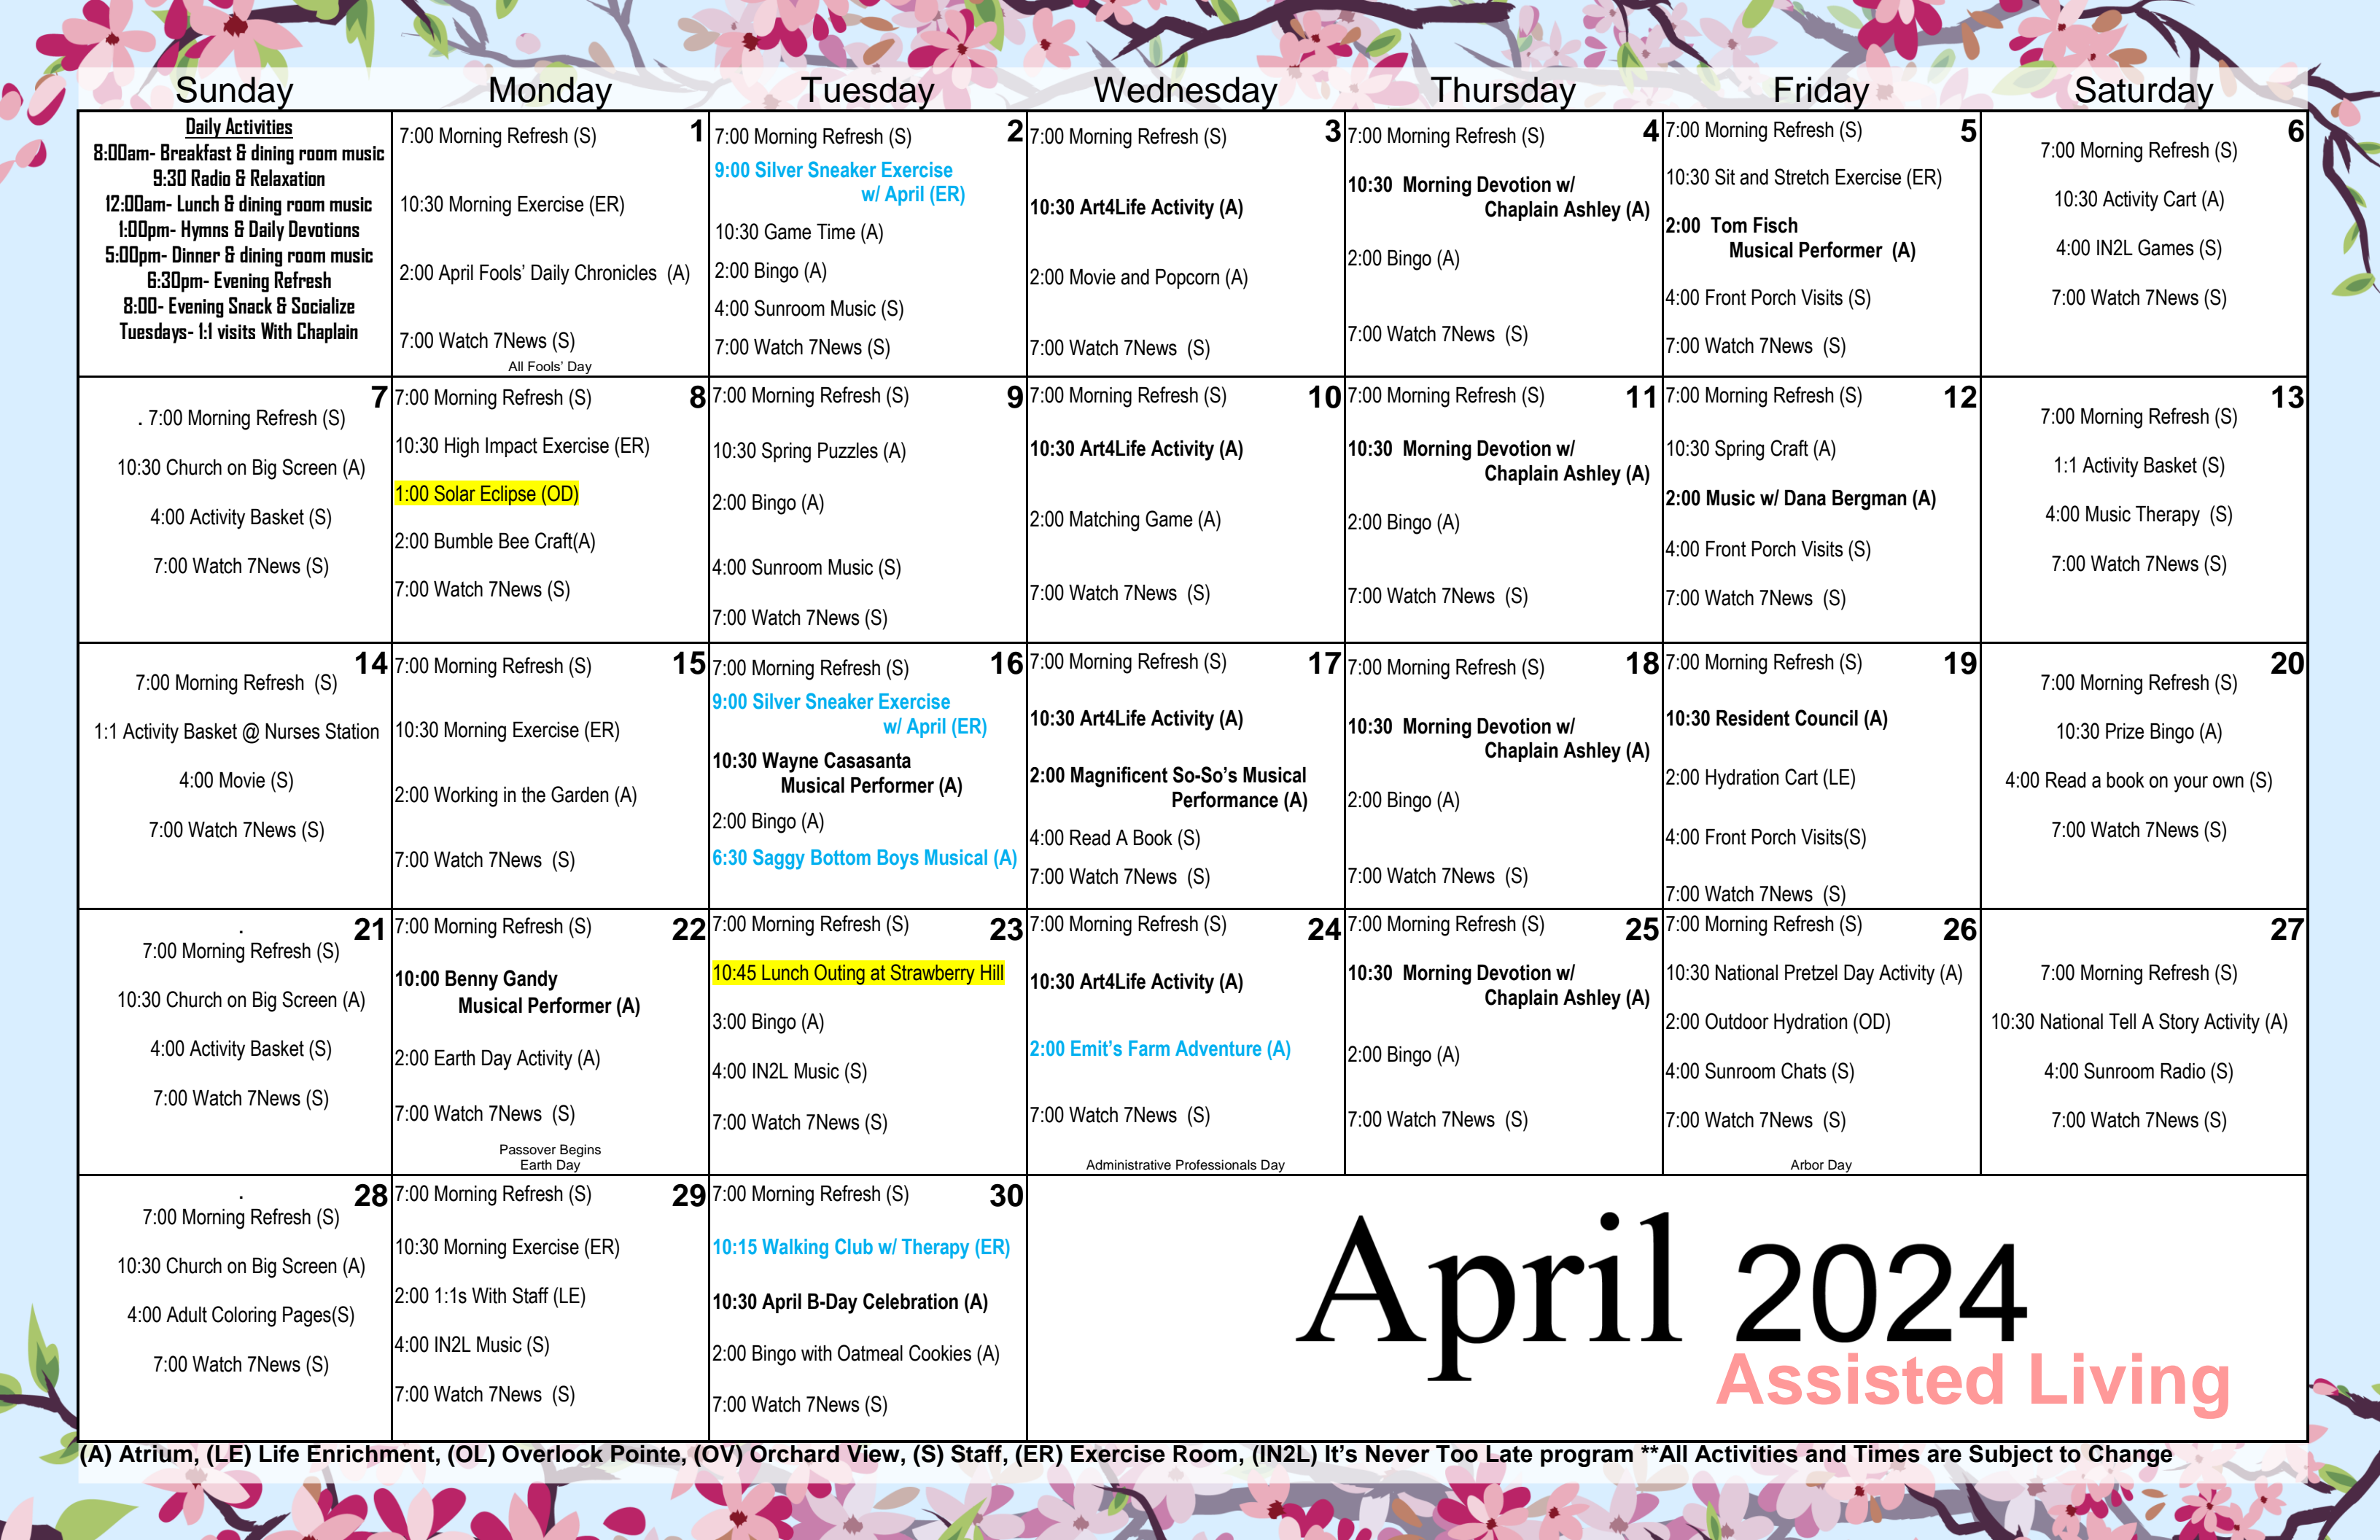 Sunday Monday Tuesday Wednesday Thursday Friday Saturday
Daily Activities
8:00am- Breakfast & dining room music
9:30 Radio & Relaxation
12:00am- Lunch & dining room music
1:00pm- Hymns & Daily Devotions
5:00pm- Dinner & dining room music
6:30pm- Evening Refresh
8:00- Evening Snack & Socialize
Tuesdays- 1:1 visits With Chaplain
1
7:00 Morning Refresh (S)
10:30 Morning Exercise (ER)
2:00 April Fools’ Daily Chronicles (A)
7:00 Watch 7News (S)
All Fools’ Day
2
7:00 Morning Refresh (S)
9:00 Silver Sneaker Exercise
w/ April (ER)
10:30 Game Time (A)
2:00 Bingo (A)
4:00 Sunroom Music (S)
7:00 Watch 7News (S)
3
7:00 Morning Refresh (S)
10:30 Art4Life Activity (A)
2:00 Movie and Popcorn (A)
7:00 Watch 7News (S)
4
7:00 Morning Refresh (S)
10:30 Morning Devotion w/
Chaplain Ashley (A)
2:00 Bingo (A)
7:00 Watch 7News (S)
5
7:00 Morning Refresh (S)
10:30 Sit and Stretch Exercise (ER)
2:00 Tom Fisch
Musical Performer (A)
4:00 Front Porch Visits (S)
7:00 Watch 7News (S)
6
7:00 Morning Refresh (S)
10:30 Activity Cart (A)
4:00 IN2L Games (S)
7:00 Watch 7News (S)
7
. 7:00 Morning Refresh (S)
10:30 Church on Big Screen (A)
4:00 Activity Basket (S)
7:00 Watch 7News (S)
8
7:00 Morning Refresh (S)
10:30 High Impact Exercise (ER)
1:00 Solar Eclipse (OD)
2:00 Bumble Bee Craft(A)
7:00 Watch 7News (S)
9
7:00 Morning Refresh (S)
10:30 Spring Puzzles (A)
2:00 Bingo (A)
4:00 Sunroom Music (S)
7:00 Watch 7News (S)
10
7:00 Morning Refresh (S)
10:30 Art4Life Activity (A)
2:00 Matching Game (A)
7:00 Watch 7News (S)
11
7:00 Morning Refresh (S)
10:30 Morning Devotion w/
Chaplain Ashley (A)
2:00 Bingo (A)
7:00 Watch 7News (S)
12
7:00 Morning Refresh (S)
10:30 Spring Craft (A)
2:00 Music w/ Dana Bergman (A)
4:00 Front Porch Visits (S)
7:00 Watch 7News (S)
13
7:00 Morning Refresh (S)
1:1 Activity Basket (S)
4:00 Music Therapy (S)
7:00 Watch 7News (S)
14
7:00 Morning Refresh (S)
1:1 Activity Basket @ Nurses Station
4:00 Movie (S)
7:00 Watch 7News (S)
15
7:00 Morning Refresh (S)
10:30 Morning Exercise (ER)
2:00 Working in the Garden (A)
7:00 Watch 7News (S)
16
7:00 Morning Refresh (S)
9:00 Silver Sneaker Exercise
w/ April (ER)
10:30 Wayne Casasanta
Musical Performer (A)
2:00 Bingo (A)
6:30 Saggy Bottom Boys Musical (A)
17
7:00 Morning Refresh (S)
10:30 Art4Life Activity (A)
2:00 Magnificent So-So’s Musical
Performance (A)
4:00 Read A Book (S)
7:00 Watch 7News (S)
18
7:00 Morning Refresh (S)
10:30 Morning Devotion w/
Chaplain Ashley (A)
2:00 Bingo (A)
7:00 Watch 7News (S)
19
7:00 Morning Refresh (S)
10:30 Resident Council (A)
2:00 Hydration Cart (LE)
4:00 Front Porch Visits(S)
7:00 Watch 7News (S)
20
7:00 Morning Refresh (S)
10:30 Prize Bingo (A)
4:00 Read a book on your own (S)
7:00 Watch 7News (S)
21
.
7:00 Morning Refresh (S)
10:30 Church on Big Screen (A)
4:00 Activity Basket (S)
7:00 Watch 7News (S)
22
7:00 Morning Refresh (S)
10:00 Benny Gandy
Musical Performer (A)
2:00 Earth Day Activity (A)
7:00 Watch 7News (S)
Passover Begins
Earth Day
23
7:00 Morning Refresh (S)
10:45 Lunch Outing at Strawberry Hill
3:00 Bingo (A)
4:00 IN2L Music (S)
7:00 Watch 7News (S)
24
7:00 Morning Refresh (S)
10:30 Art4Life Activity (A)
2:00 Emit’s Farm Adventure (A)
7:00 Watch 7News (S)
Administrative Professionals Day
25
7:00 Morning Refresh (S)
10:30 Morning Devotion w/
Chaplain Ashley (A)
2:00 Bingo (A)
7:00 Watch 7News (S)
26
7:00 Morning Refresh (S)
10:30 National Pretzel Day Activity (A)
2:00 Outdoor Hydration (OD)
4:00 Sunroom Chats (S)
7:00 Watch 7News (S)
Arbor Day
27
7:00 Morning Refresh (S)
10:30 National Tell A Story Activity (A)
4:00 Sunroom Radio (S)
7:00 Watch 7News (S)
28
.
7:00 Morning Refresh (S)
10:30 Church on Big Screen (A)
4:00 Adult Coloring Pages(S)
7:00 Watch 7News (S)
29
7:00 Morning Refresh (S)
10:30 Morning Exercise (ER)
2:00 1:1s With Staff (LE)
4:00 IN2L Music (S)
7:00 Watch 7News (S)
30
7:00 Morning Refresh (S)
10:15 Walking Club w/ Therapy (ER)
10:30 April B-Day Celebration (A)
2:00 Bingo with Oatmeal Cookies (A)
7:00 Watch 7News (S)
April 2024
Assisted Living
(A) Atrium, (LE) Life Enrichment, (OL) Overlook Pointe, (OV) Orchard View, (S) Staff, (ER) Exercise Room, (IN2L) It’s Never Too Late program **All Activities and Times are Subject to Change